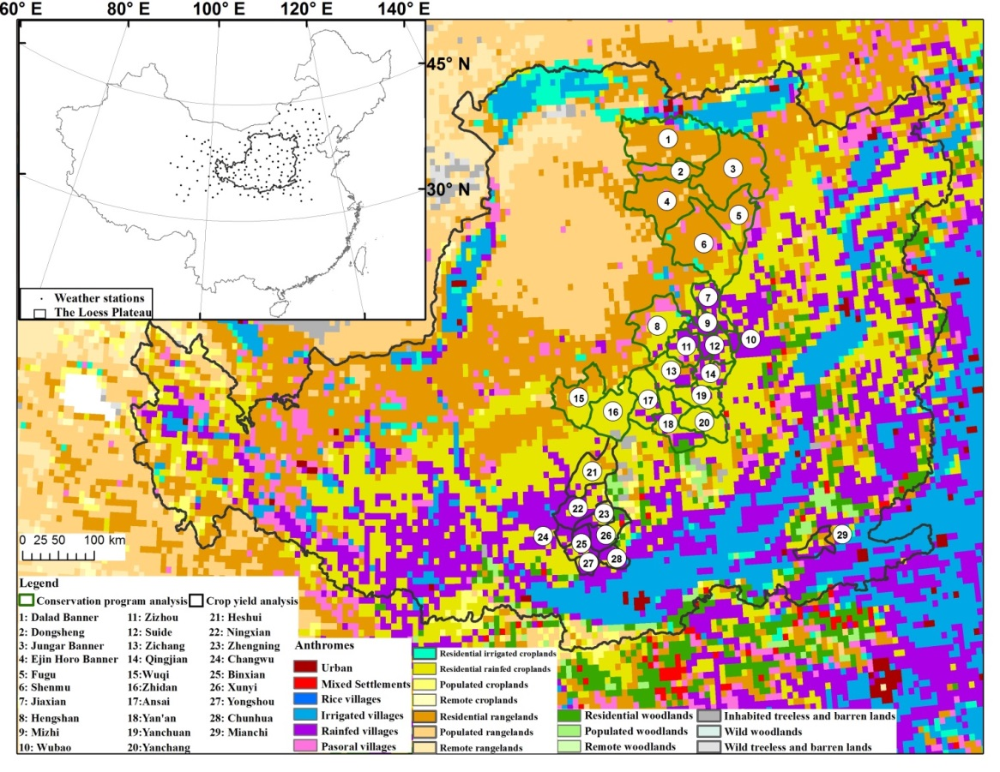 60° E 80° E 100° E 120° E 140° E
45° N
30° N
Weather stations
The Loess Plateau
1
2
3
4
5
6
7
8
9
10
11
12
13
14
15
16
17
18
19
20
21
22
23
24
25
26
27
28
29
0 25 50 100 km
Legend
Conservation program analysis Crop yield analysis
1: Dalad Banner 11: Zizhou 21: Heshui
2: Dongsheng 12: Suide 22: Ningxian
3: Jungar Banner 13: Zichang 23: Zhengning
4: Ejin Horo Banner 14: Qingjian 24: Changwu
5: Fugu 15:Wuqi 25: Binxian
6: Shenmu 16:Zhidan 26: Xunyi
7: Jiaxian 17:Ansai 27: Yongshou
8: Hengshan 18:Yan'an 28: Chunhua
9: Mizhi 19:Yanchuan 29: Mianchi
10: Wubao 20:Yanchang
Anthromes
Urban
Mixed Settlements
Rice villages
Irrigated villages
Rainfed villages
Pasoral villages
Residential irrigated croplands
Residential rainfed croplands
Populated croplands
Remote croplands
Residential rangelands
Populated rangelands
Remote rangelands
Residential woodlands
Populated woodlands
Remote woodlands
Inhabited treeless and barren lands
Wild woodlands
Wild treeless and barren lands